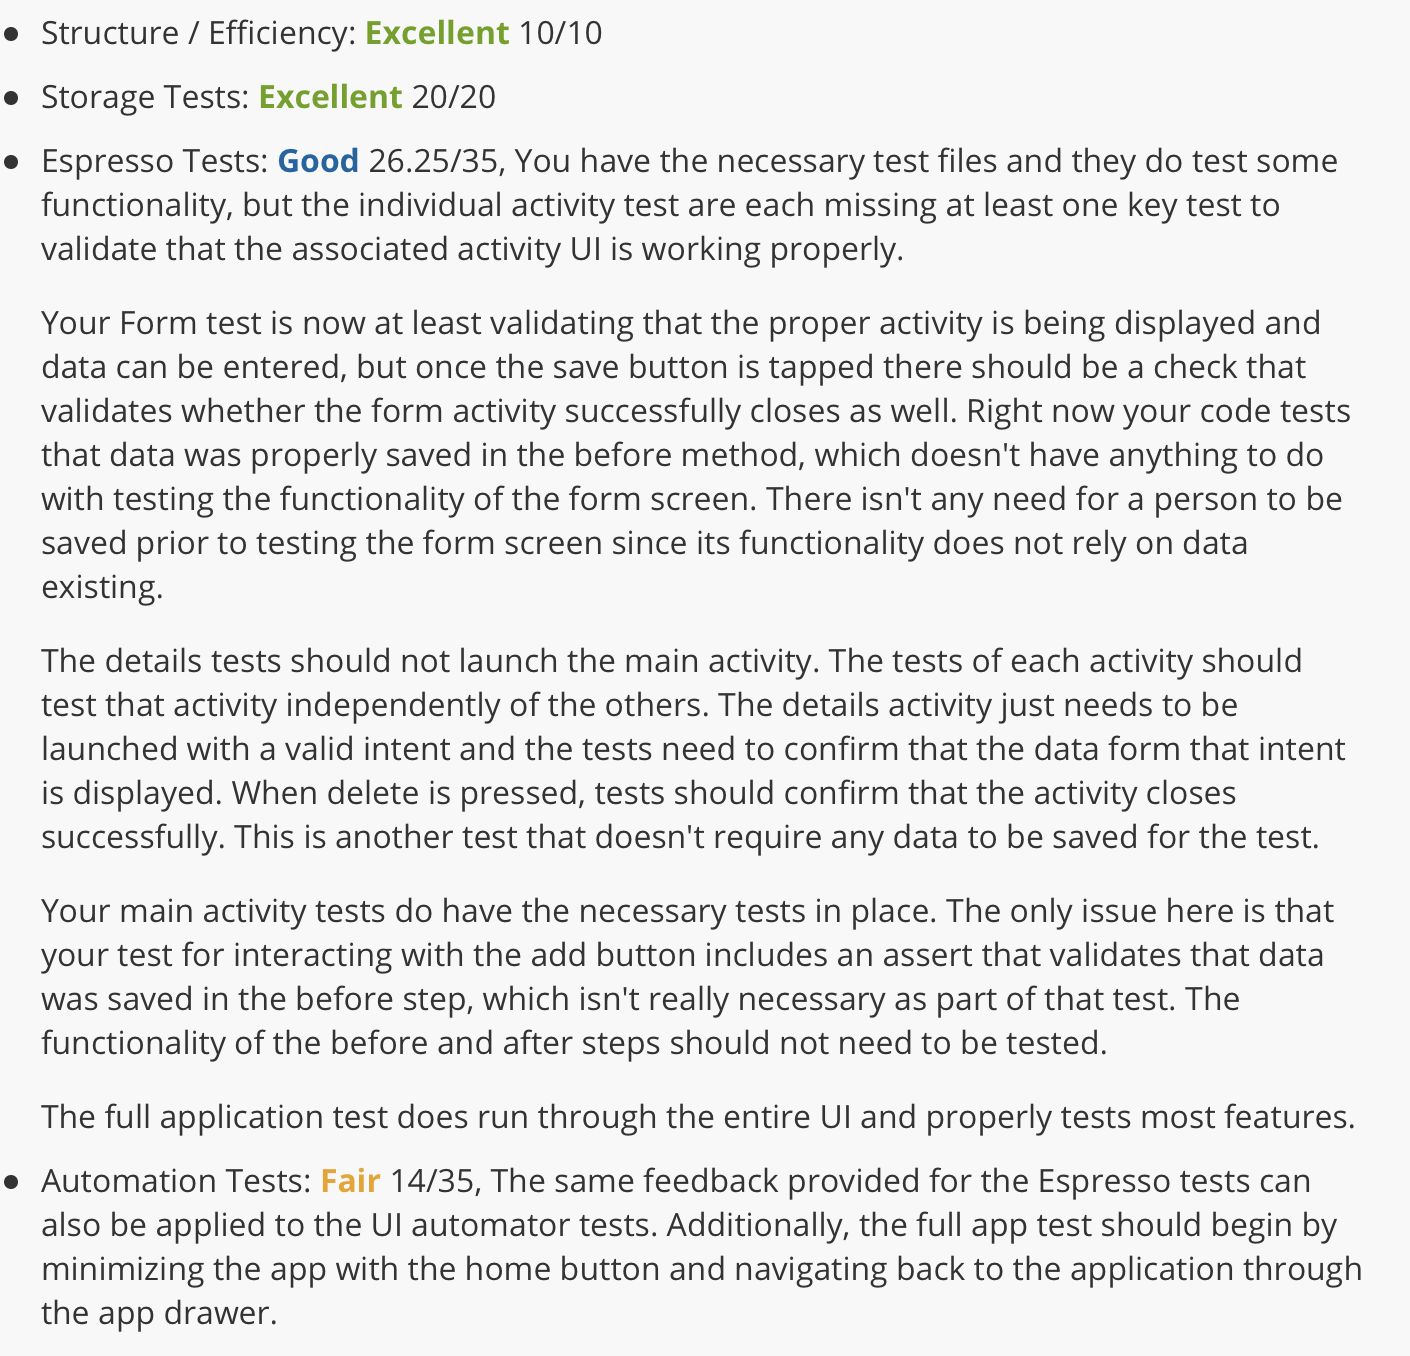 • Structure / Efficiency: Excellent 10/10
• Storage Tests: Excellent 20/20
• Espresso Tests: Good 26.25/35, You have the necessary test files and they do test some
functionality, but the individual activity test are each missing at least one key test to
validate that the associated activity UI is working properly.
Your Form test is now at least validating that the proper activity is being displayed and
data can be entered, but once the save button is tapped there should be a check that
validates whether the form activity successfully closes as well. Right now your code tests
that data was properly saved in the before method, which doesn't have anything to do
with testing the functionality of the form screen. There isn't any need for a person to be
saved prior to testing the form screen since its functionality does not rely on data
existing.
The details tests should not launch the main activity. The tests of each activity should
test that activity independently of the others. The details activity just needs to be
launched with a valid intent and the tests need to confirm that the data form that intent
is displayed. When delete is pressed, tests should confirm that the activity closes
successfully. This is another test that doesn't require any data to be saved for the test.
Your main activity tests do have the necessary tests in place. The only issue here is that
your test for interacting with the add button includes an assert that validates that data
was saved in the before step, which isn't really necessary as part of that test. The
functionality of the before and after steps should not need to be tested.
The full application test does run through the entire UI and properly tests most features.
• Automation Tests: Fair 14/35, The same feedback provided for the Espresso tests can
also be applied to the UI automator tests. Additionally, the full app test should begin by
minimizing the app with the home button and navigating back to the application through
the app drawer.